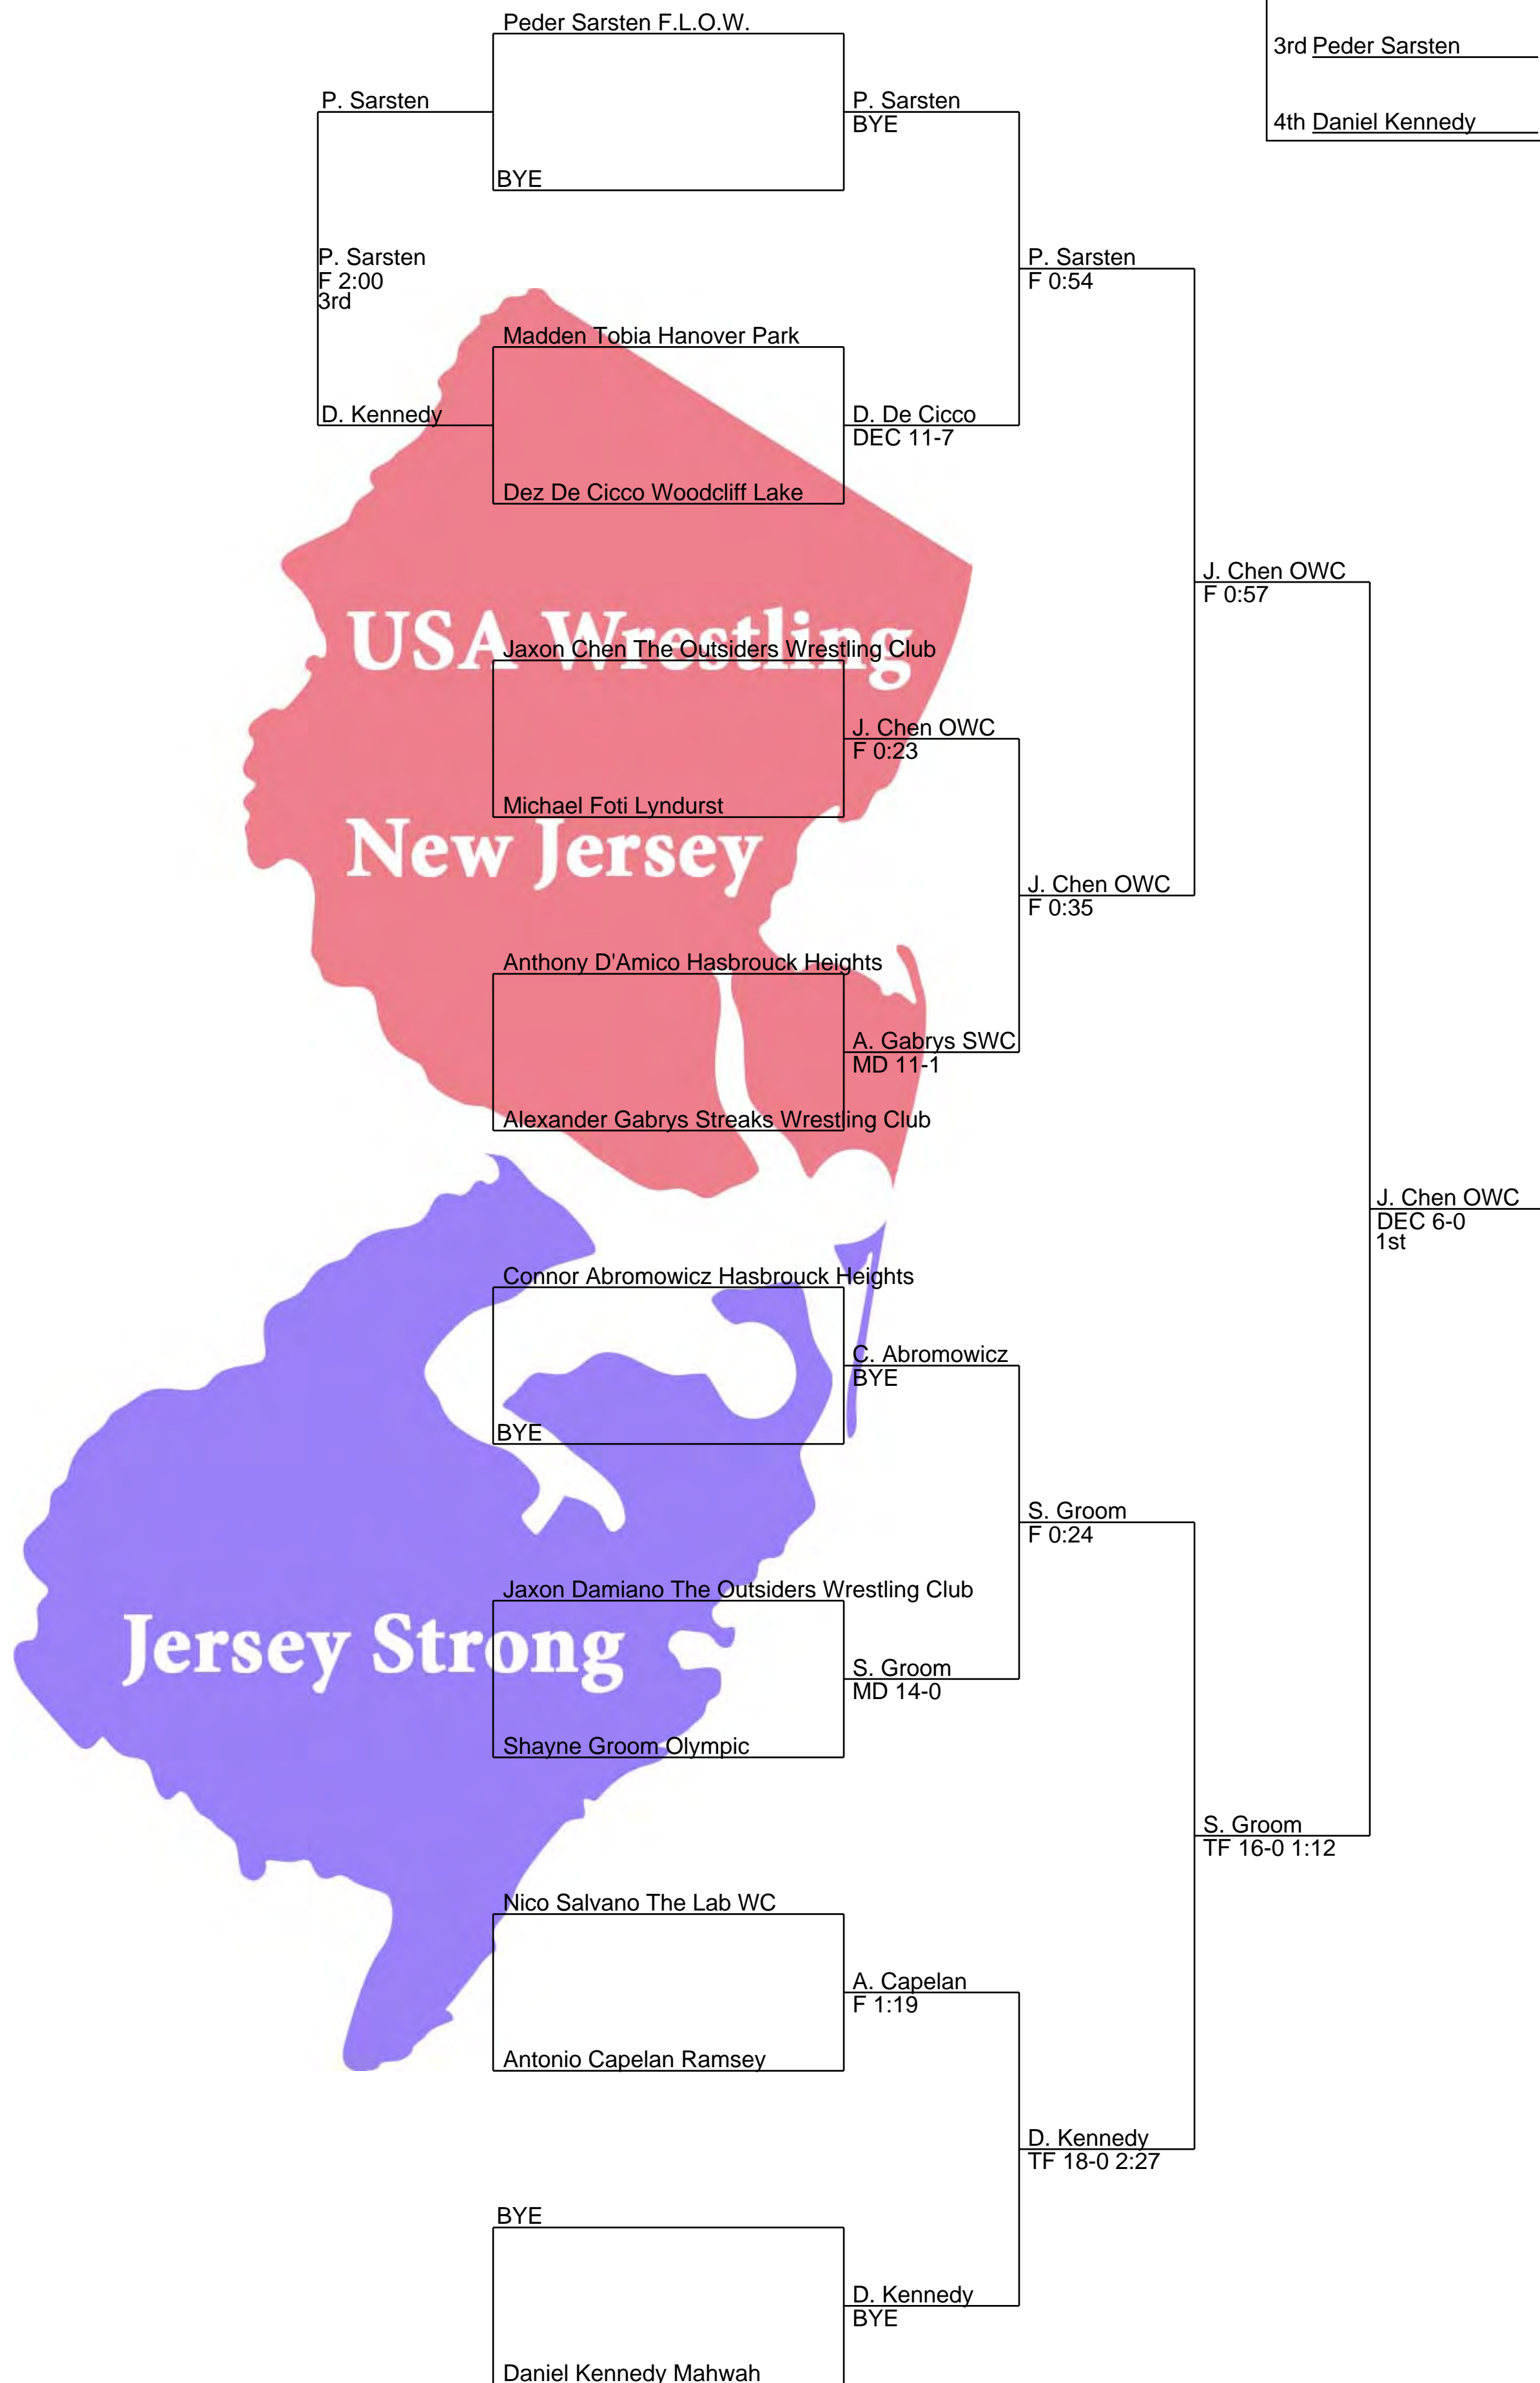 Peder Sarsten F.L.O.W.
3rd Peder Sarsten
P. Sarsten
P. Sarsten
BYE
4th Daniel Kennedy
BYE
P. Sarsten
F 2:00
3rd
P. Sarsten
F 0:54
Madden Tobia Hanover Park
D. Kennedy
D. De Cicco
DEC 11-7
Dez De Cicco Woodcliff Lake
J. Chen OWC
F 0:57
USA Wrestling
Jaxon Chen The Outsiders Wrestling Club
J. Chen OWC
F 0:23
Michael Foti Lyndurst
New Jersey
J. Chen OWC
F 0:35
Anthony D'Amico Hasbrouck Heights
A. Gabrys SWC
MD 11-1
Alexander Gabrys Streaks Wrestling Club
J. Chen OWC
DEC 6-0
1st
Connor Abromowicz Hasbrouck Heights
C. Abromowicz
BYE
BYE
S. Groom
F 0:24
Jaxon Damiano The Outsiders Wrestling Club
Jersey Strong
S. Groom
MD 14-0
Shayne Groom Olympic
S. Groom
TF 16-0 1:12
Nico Salvano The Lab WC
A. Capelan
F 1:19
Antonio Capelan Ramsey
D. Kennedy
TF 18-0 2:27
BYE
D. Kennedy
BYE
Daniel Kennedy Mahwah